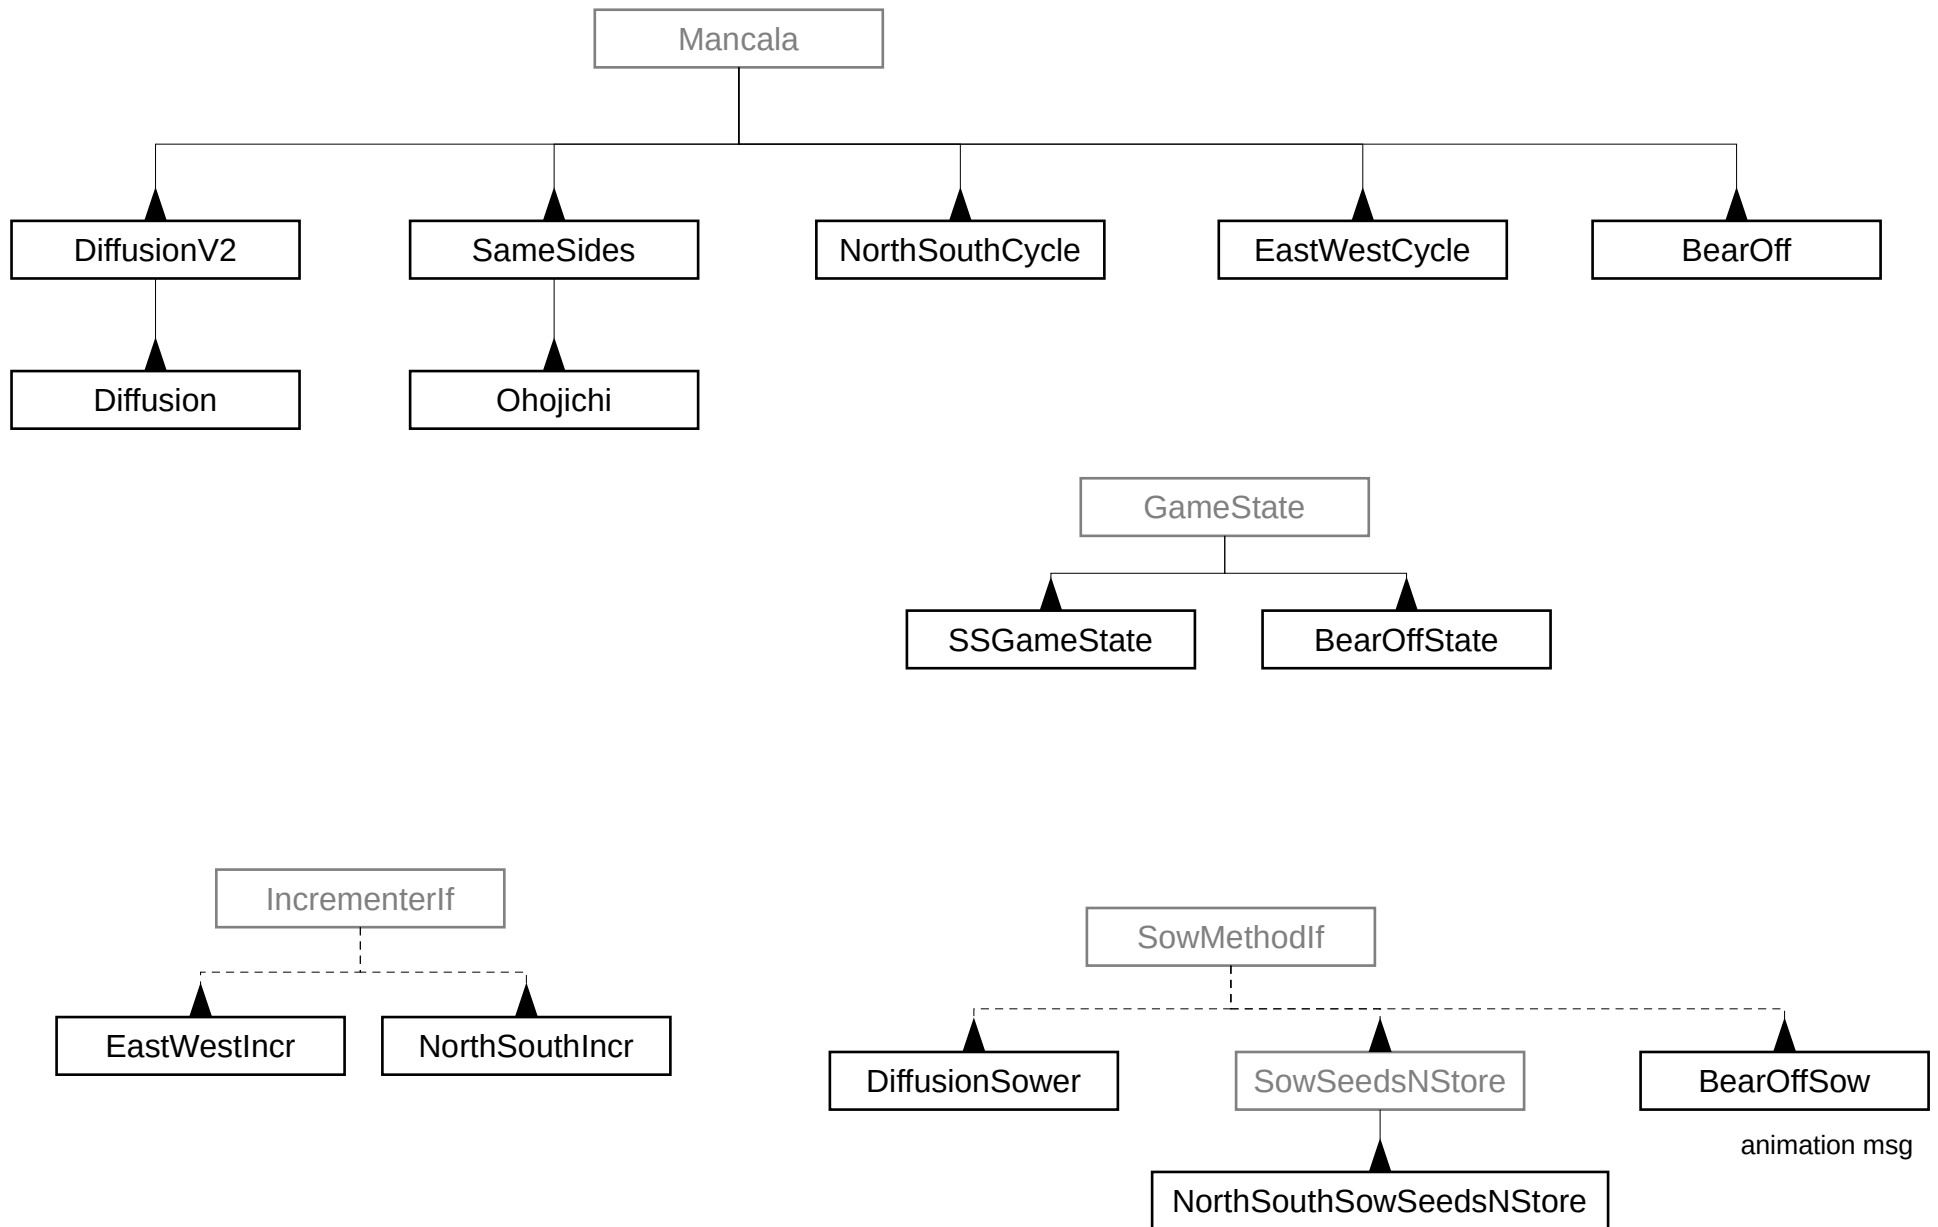 Mancala
DiffusionV2
SameSides
NorthSouthCycle
EastWestCycle
BearOff
Diffusion
Ohojichi
GameState
SSGameState
BearOffState
IncrementerIf
SowMethodIf
EastWestIncr
NorthSouthIncr
DiffusionSower
SowSeedsNStore
BearOffSow
animation msg
NorthSouthSowSeedsNStore